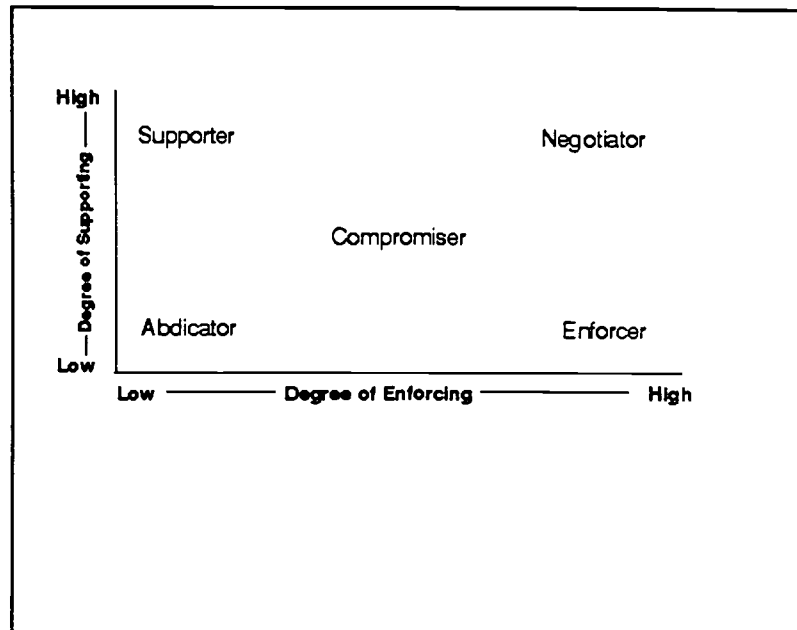 High
Supporter Negotiator
Degree of Supporting
Compromiser
Abdicator Enforcer
Low
Low Degree of Enforcing High